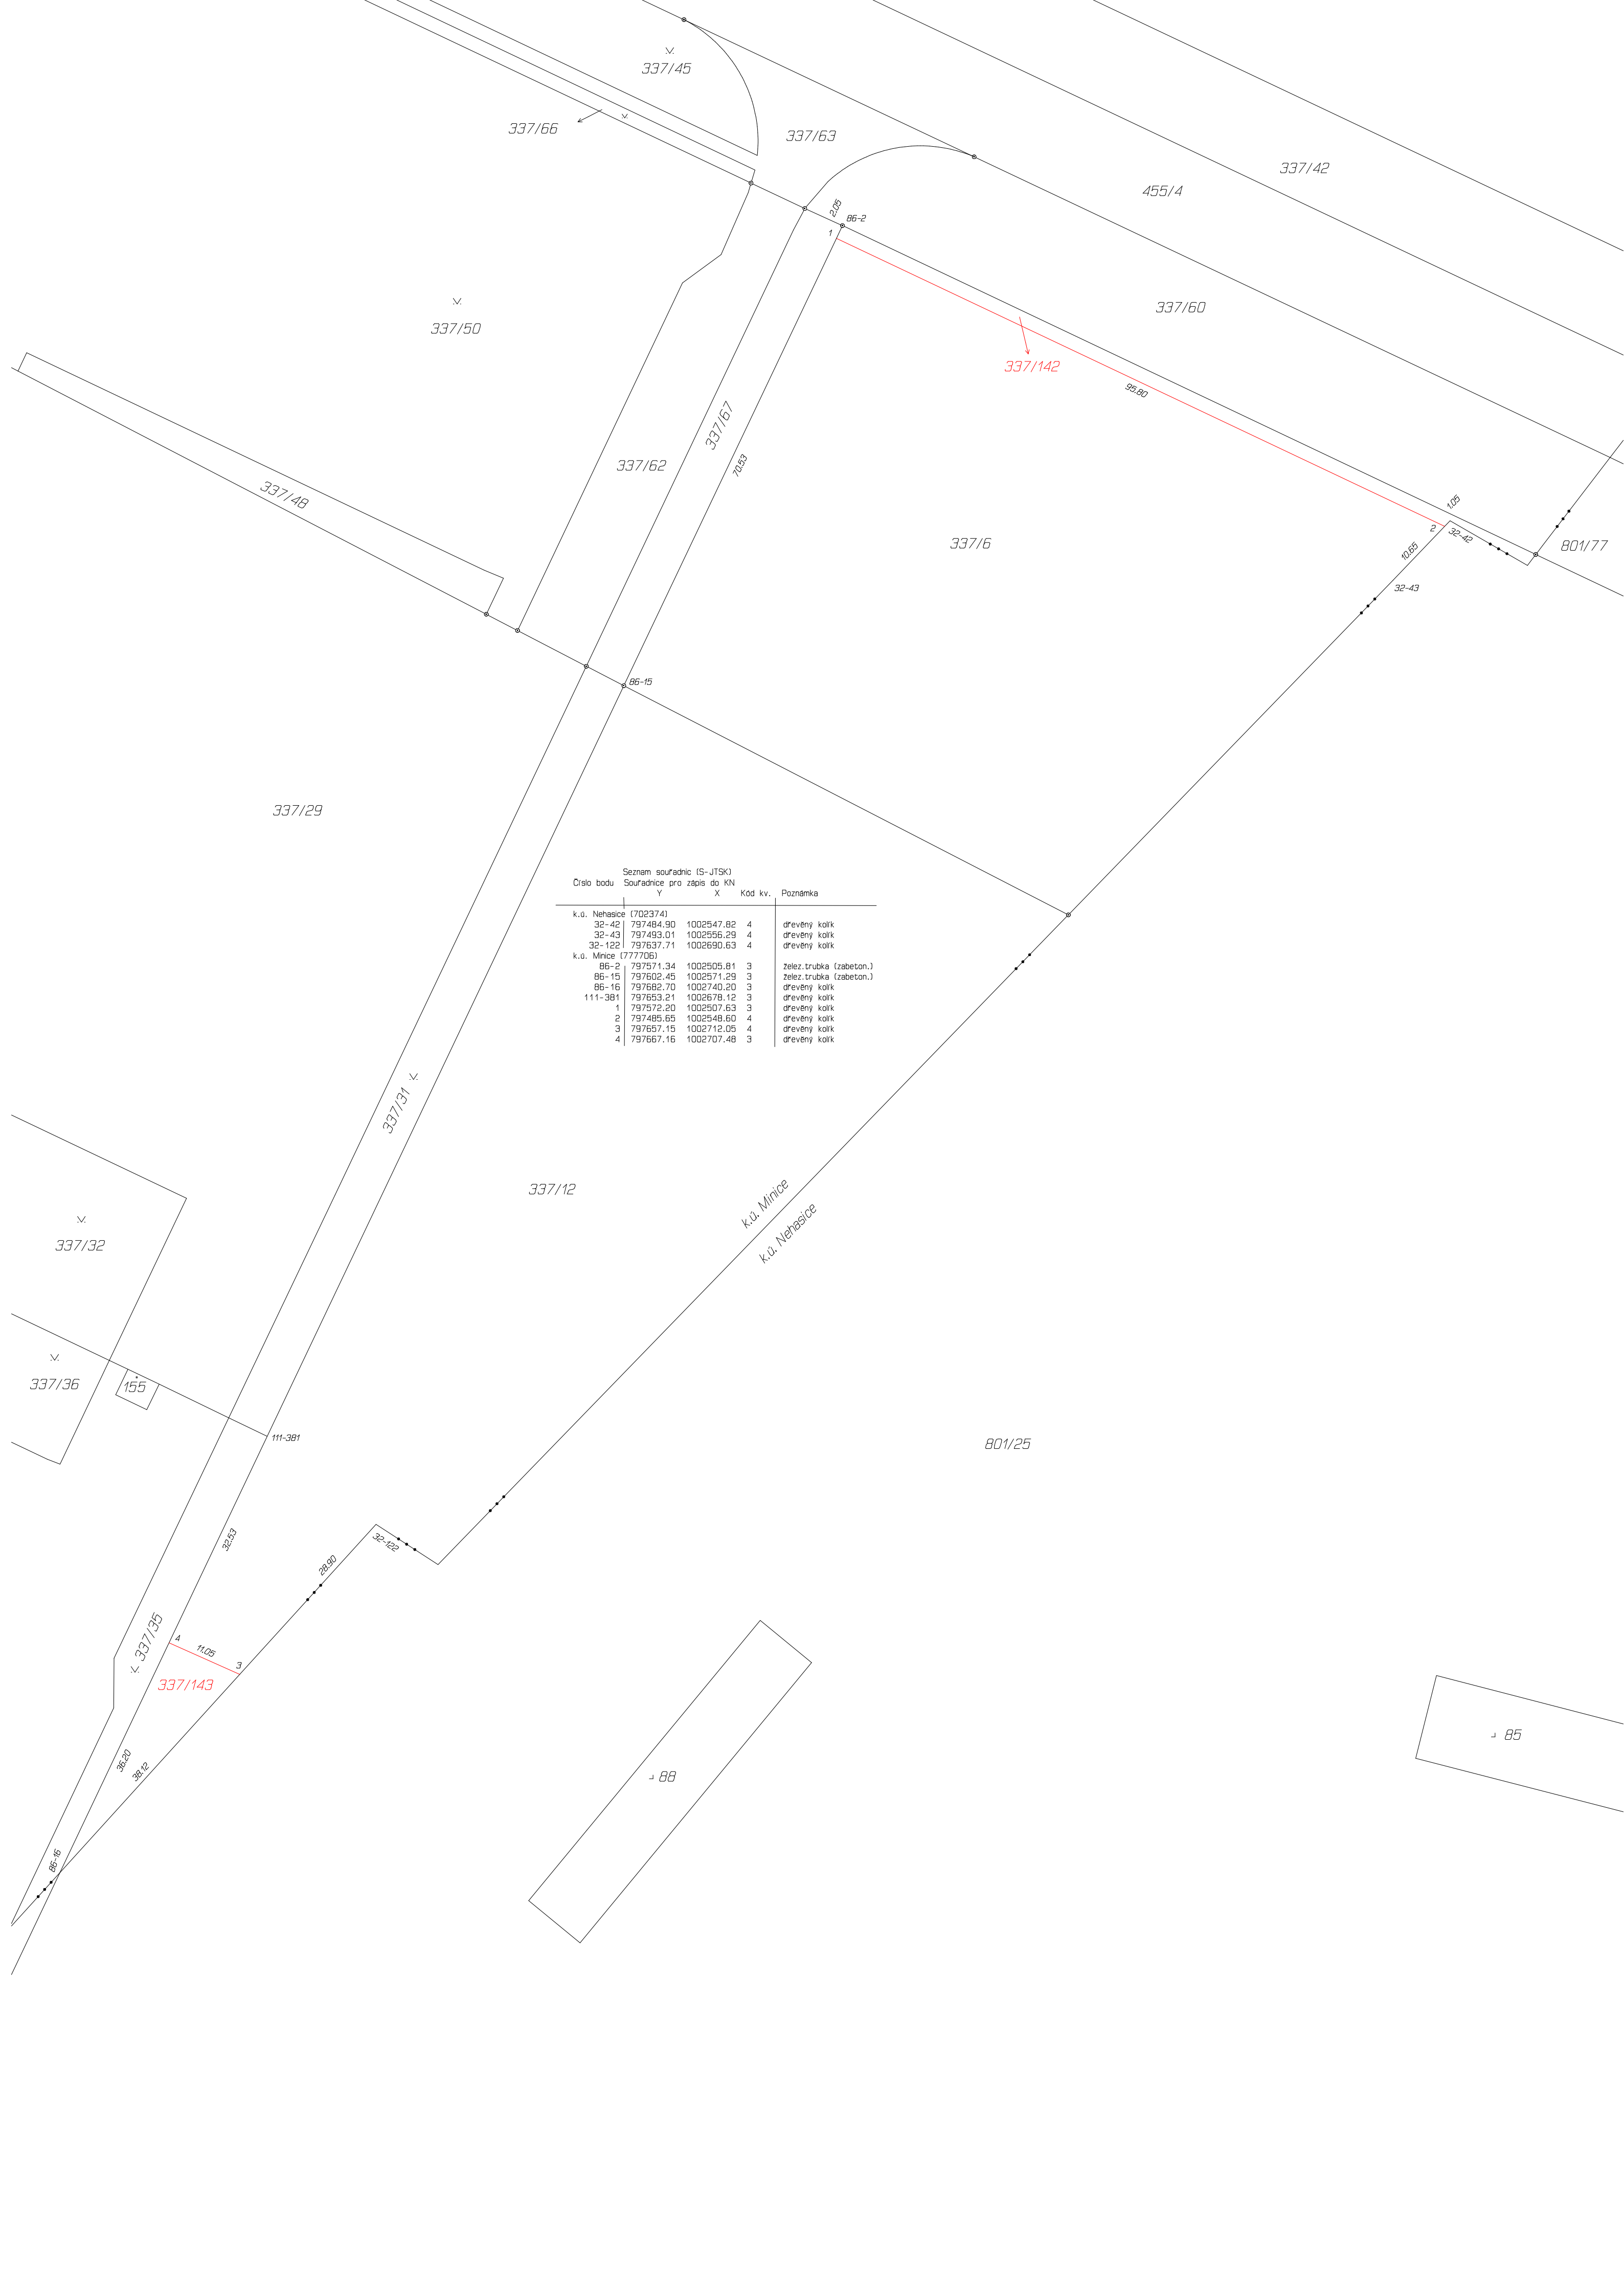 337/45
337/66
337/63
337/42
455/4
2.05
86-2
1
337/60
337/50
337/142
95.80
337/67
337/62
70.53
337/48
1.05
2
32-42
337/6
801/77
10.65
32-43
86-15
337/29
Seznam souřadnic (S-JTSK)
Číslo bodu Souřadnice pro zápis do KN
Y X Kód kv. Poznámka
k.ú. Nehasice (702374)
32-42 797484.90 1002547.82 4 dřevěný kolík
32-43 797493.01 1002556.29 4 dřevěný kolík
32-122 797637.71 1002690.63 4 dřevěný kolík
k.ú. Minice (777706)
86-2 797571.34 1002505.81 3 želez.trubka (zabeton.)
86-15 797602.45 1002571.29 3 želez.trubka (zabeton.)
86-16 797682.70 1002740.20 3 dřevěný kolík
111-381 797653.21 1002678.12 3 dřevěný kolík
1 797572.20 1002507.63 3 dřevěný kolík
2 797485.65 1002548.60 4 dřevěný kolík
3 797657.15 1002712.05 4 dřevěný kolík
4 797667.16 1002707.48 3 dřevěný kolík
337/31
337/12
k.ú. Minice
k.ú. Nehasice
337/32
337/36
155
111-381
801/25
32.53
32-122
28.90
337/35
4
11.05
3
337/143
36.20
38.12
88
85
86-16